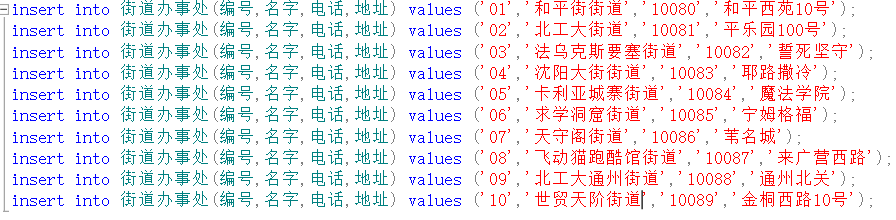 insert into 街道办事处(编号,名字,电话,地址) values ('01','和平街街道','10080','和平西苑10号');
insert into 街道办事处(编号,名字,电话,地址) values ('02','北工大街道','10081','平乐园100号');
insert into 街道办事处(编号,名字,电话,地址) values ('03','法乌克斯要塞街道','10082','誓死坚守');
insert into 街道办事处(编号,名字,电话,地址) values ('04','沈阳大街街道','10083','耶路撒冷');
insert into 街道办事处(编号,名字,电话,地址) values ('05','卡利亚城寨街道','10084','魔法学院');
insert into 街道办事处(编号,名字,电话,地址) values ('06','求学洞窟街道','10085','宁姆格福');
insert into 街道办事处(编号,名字,电话,地址) values ('07','天守阁街道','10086','苇名城');
insert into 街道办事处(编号,名字,电话,地址) values ('08','飞动猫跑酷馆街道','10087','来广营西路');
insert into 街道办事处(编号,名字,电话,地址) values ('09','北工大通州街道','10088','通州北关');
insert into 街道办事处(编号,名字,电话,地址) values ('10','世贸天阶街道','10089','金桐西路10号');